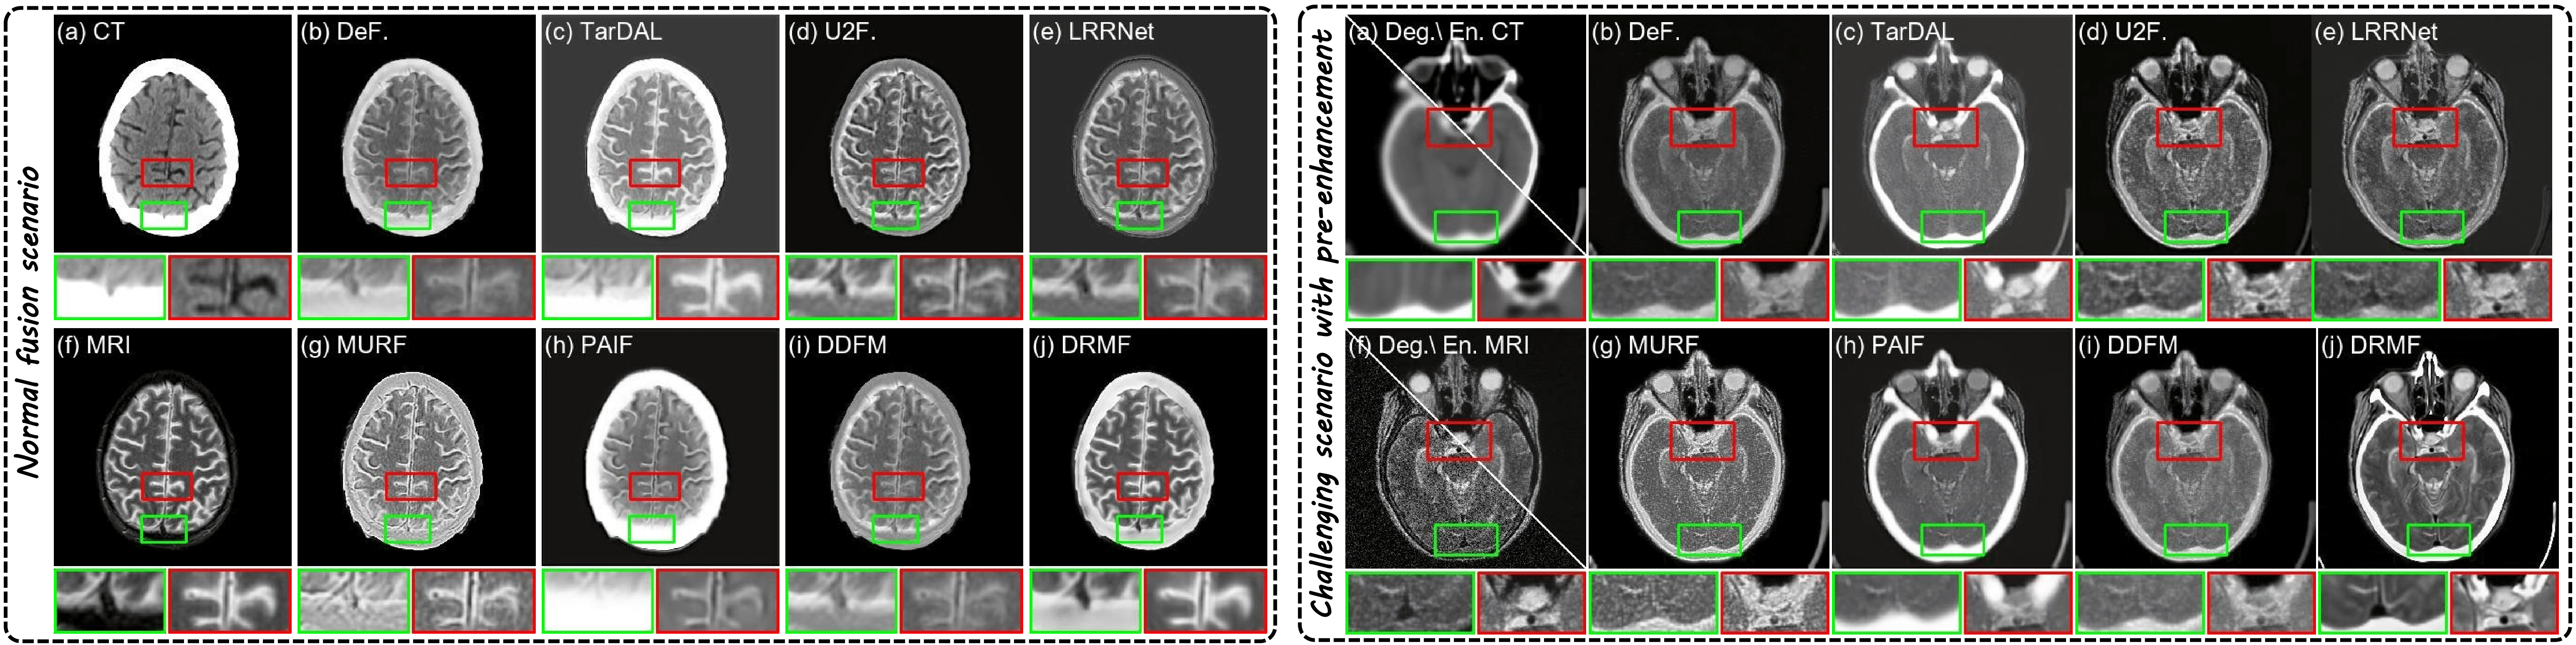 Normal fusion scenario
(a) CT
(b) DeF.
(c) TarDAL
(d) U2F.
(e) LRRNet
(f) MRI
(g) MURF
(h) PAIF
(i) DDFM
(j) DRMF
Challenging scenario with pre-enhancement
(a) Deg.\ En. CT
(b) DeF.
(c) TarDAL
(d) U2F.
(e) LRRNet
(f) Deg.\ En. MRI
(g) MURF
(h) PAIF
(i) DDFM
(j) DRMF